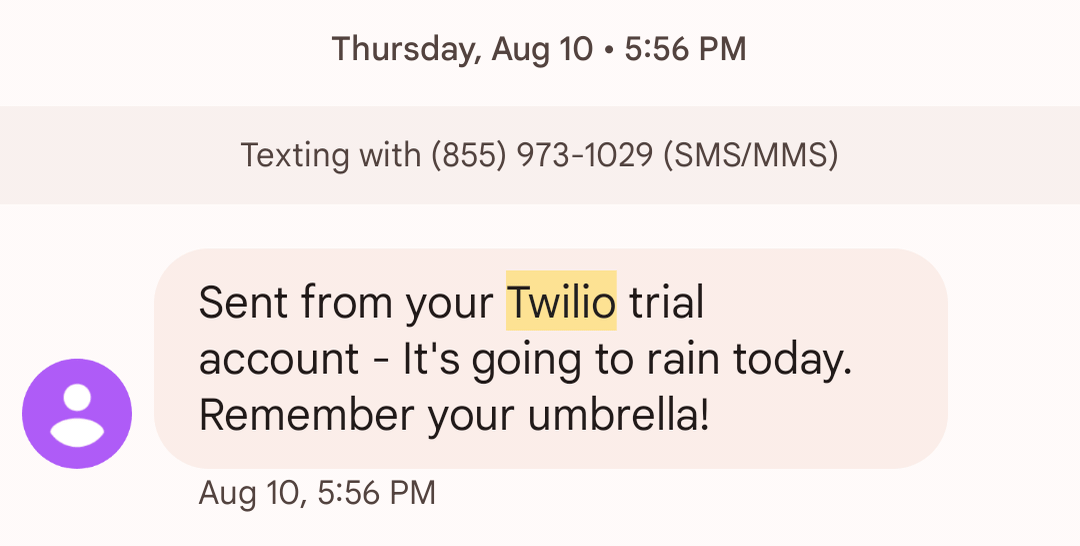 Thursday, Aug 10 • 5:56 PM
Texting with (855) 973-1029 (SMS/MMS)
Sent from your Twilio trial
account - It's going to rain today.
Remember your umbrella!
Aug 10, 5:56 PM